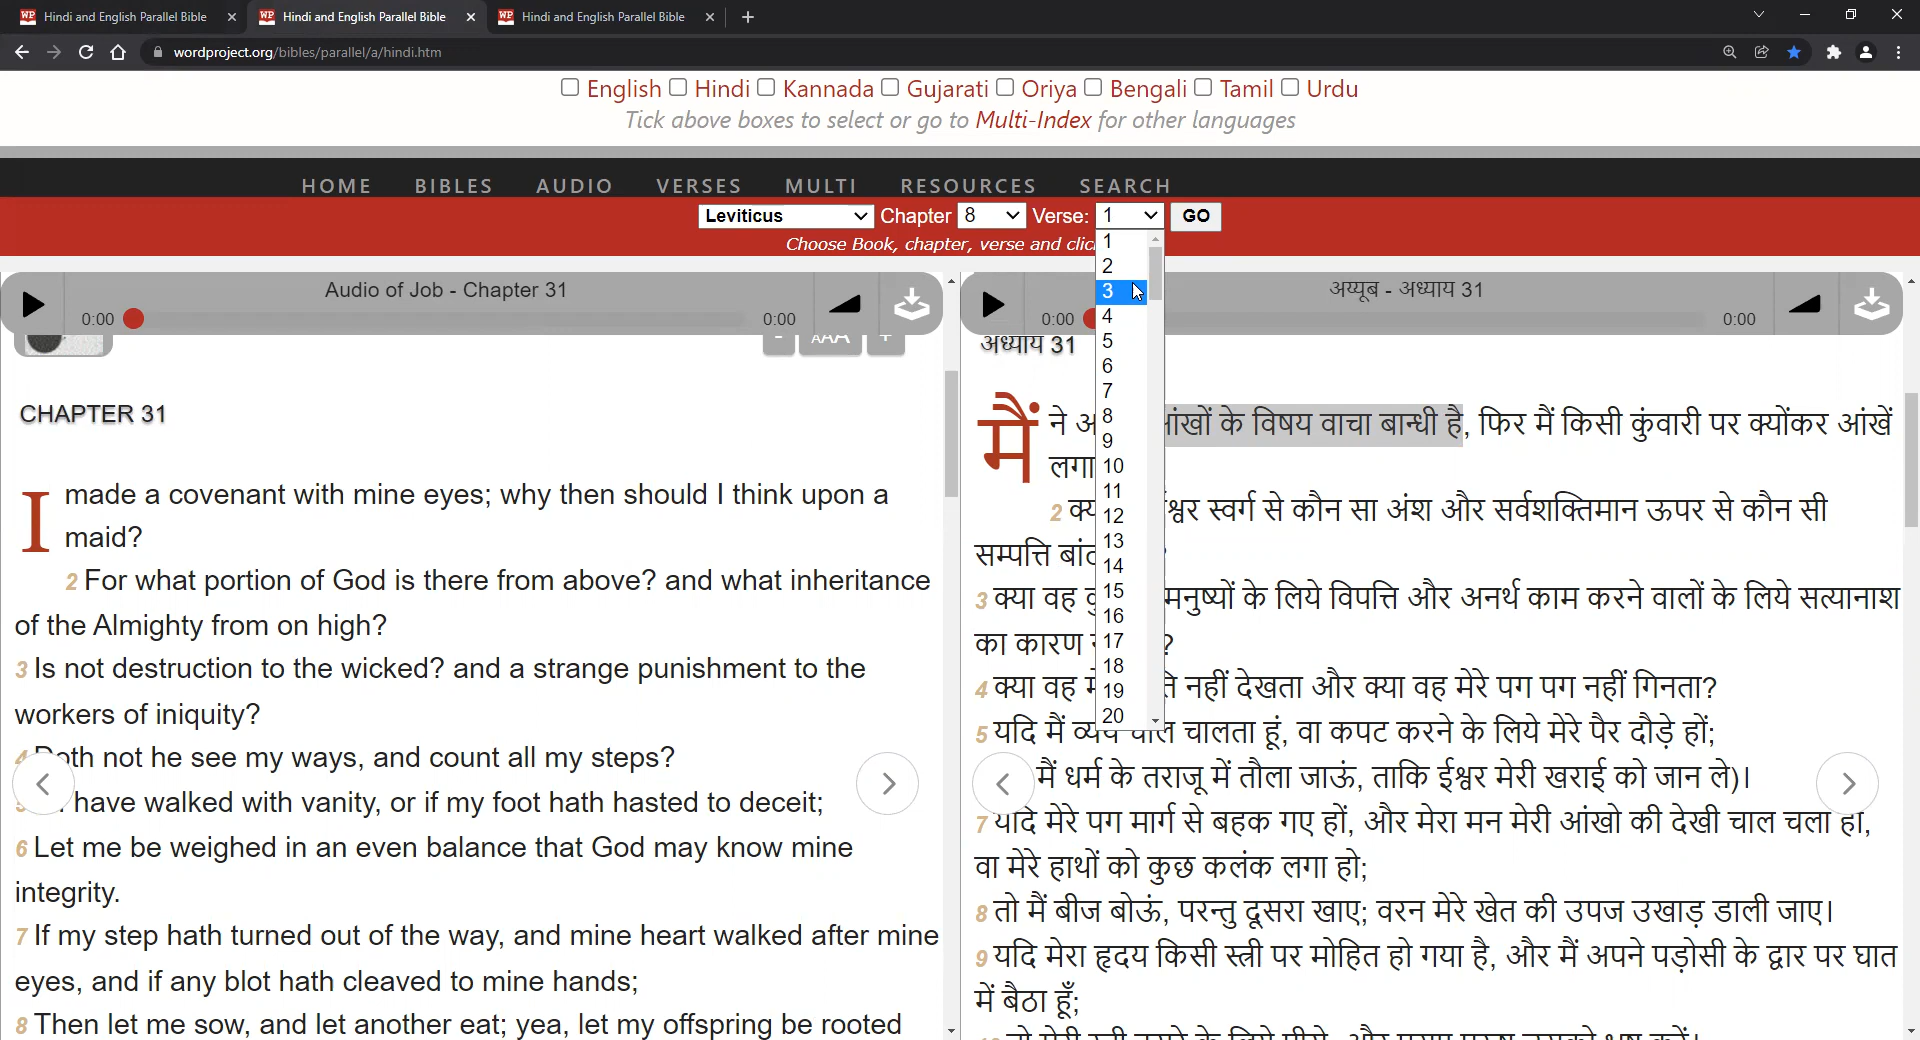 Hindi and English Parallel Bible
Hindi and English Parallel Bible
Hindi and English Parallel Bible
wordproject.org/bibles/parallel/a/hindi.htm
English Hindi Kannada Gujarati Oriya Bengali Tamil Urdu
Tick above boxes to select or go to Multi-Index for other languages
HOME BIBLES AUDIO VERSES MULTI RESOURCES SEARCH
Leviticus Chapter 8 Verse: 1 GO
Choose Book, chapter, verse and clic
1
2
3
4
5
6
7
8
9
10
11
12
13
14
15
16
17
18
19
20
Audio of Job - Chapter 31
0:00 0:00
- AAA +
CHAPTER 31
I made a covenant with mine eyes; why then should I think upon a
maid?
2 For what portion of God is there from above? and what inheritance
of the Almighty from on high?
3 Is not destruction to the wicked? and a strange punishment to the
workers of iniquity?
4 Doth not he see my ways, and count all my steps?
have walked with vanity, or if my foot hath hasted to deceit;
6 Let me be weighed in an even balance that God may know mine
integrity.
7 If my step hath turned out of the way, and mine heart walked after mine
eyes, and if any blot hath cleaved to mine hands;
8 Then let me sow, and let another eat; yea, let my offspring be rooted
अय्यूब - अध्याय 31
0:00 0:00
अध्याय 31
मैं ने आंखों के विषय वाचा बान्धी है, फिर मैं किसी कुंवारी पर क्योंकर आंखें
लगा
2 स्वर्ग से कौन सा अंश और सर्वशक्तिमान ऊपर से कौन सी
सम्पत्ति
3 क्या वह मनुष्यों के लिये विपत्ति और अनर्थ काम करने वालों के लिये सत्यानाश
का कारण ?
4 क्या वह नहीं देखता और क्या वह मेरे पग पग नहीं गिनता?
5 यदि मैं व्यर्थ चाल चालता हूं, वा कपट करने के लिये मेरे पैर दौड़े हों;
मैं धर्म के तराजू में तौला जाऊं, ताकि ईश्वर मेरी खराई को जान ले)।
7 यदि मेरे पग मार्ग से बहक गए हों, और मेरा मन मेरी आंखो की देखी चाल चला हो,
वा मेरे हाथों को कुछ कलंक लगा हो;
8 तो मैं बीज बोऊं, परन्तु दूसरा खाए; वरन मेरे खेत की उपज उखाड़ डाली जाए।
9 यदि मेरा हृदय किसी स्त्री पर मोहित हो गया है, और मैं अपने पड़ोसी के द्वार पर घात
में बैठा हूँ;